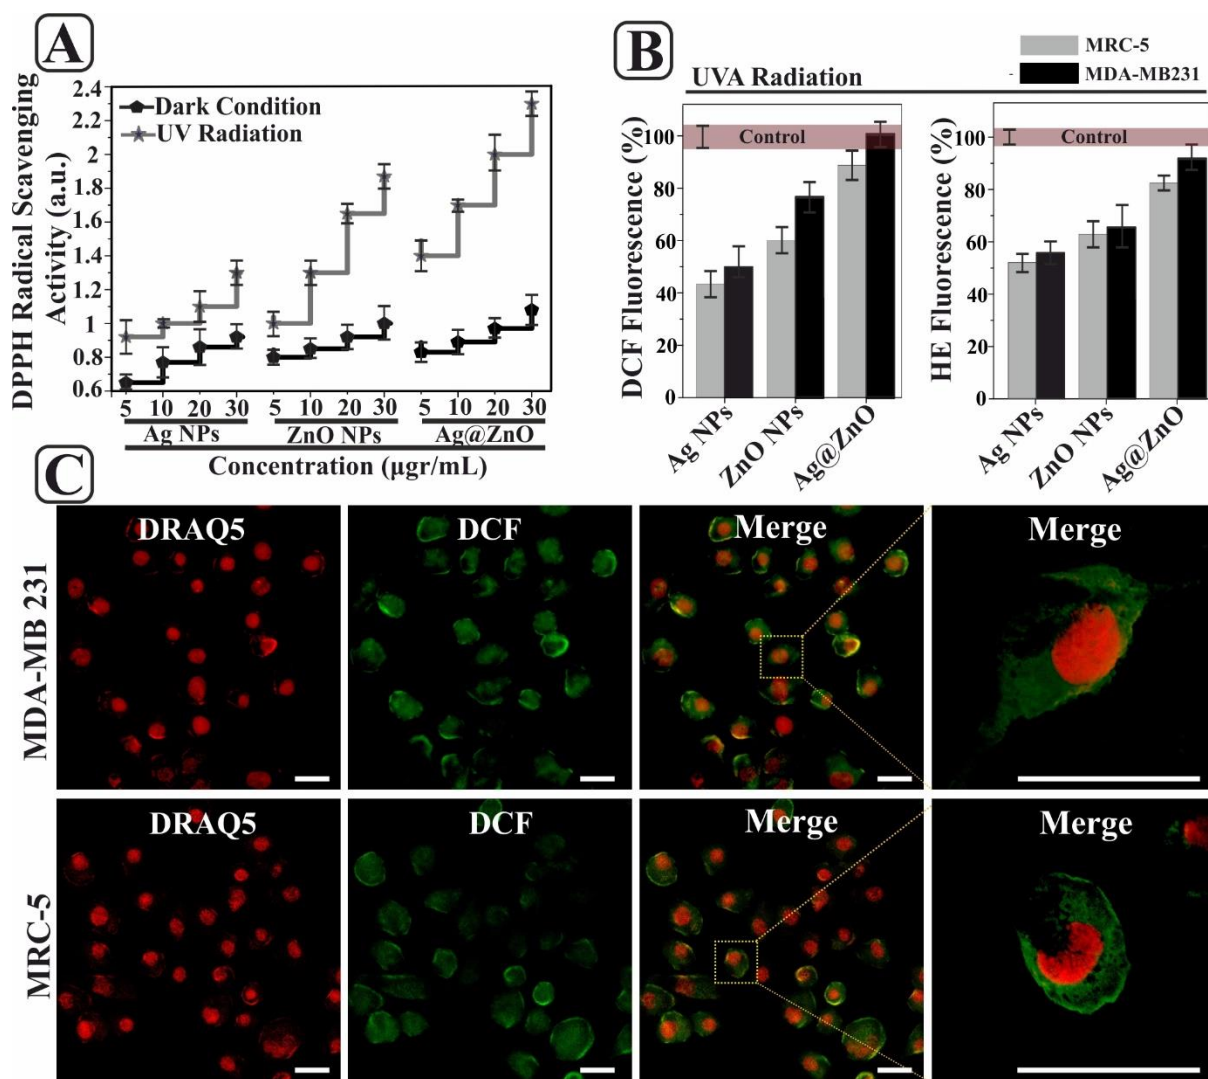 A
DPPH Radical Scavenging
Activity (a.u.)
2.4
2.2
2
1.8
1.6
1.4
1.2
1
0.8
0.6
Dark Condition
UV Radiation
5 10 20 30 5 10 20 30 5 10 20 30
Ag NPs ZnO NPs Ag@ZnO
Concentration (µgr/mL)
B
UVA Radiation
MRC-5
MDA-MB231
DCF Fluorescence (%)
100
80
60
40
20
0
Control
Ag NPs
ZnO NPs
Ag@ZnO
HE Fluorescence (%)
100
80
60
40
20
0
Control
Ag NPs
ZnO NPs
Ag@ZnO
C
MDA-MB 231
DRAQ5 DCF Merge Merge
MRC-5
DRAQ5 DCF Merge Merge